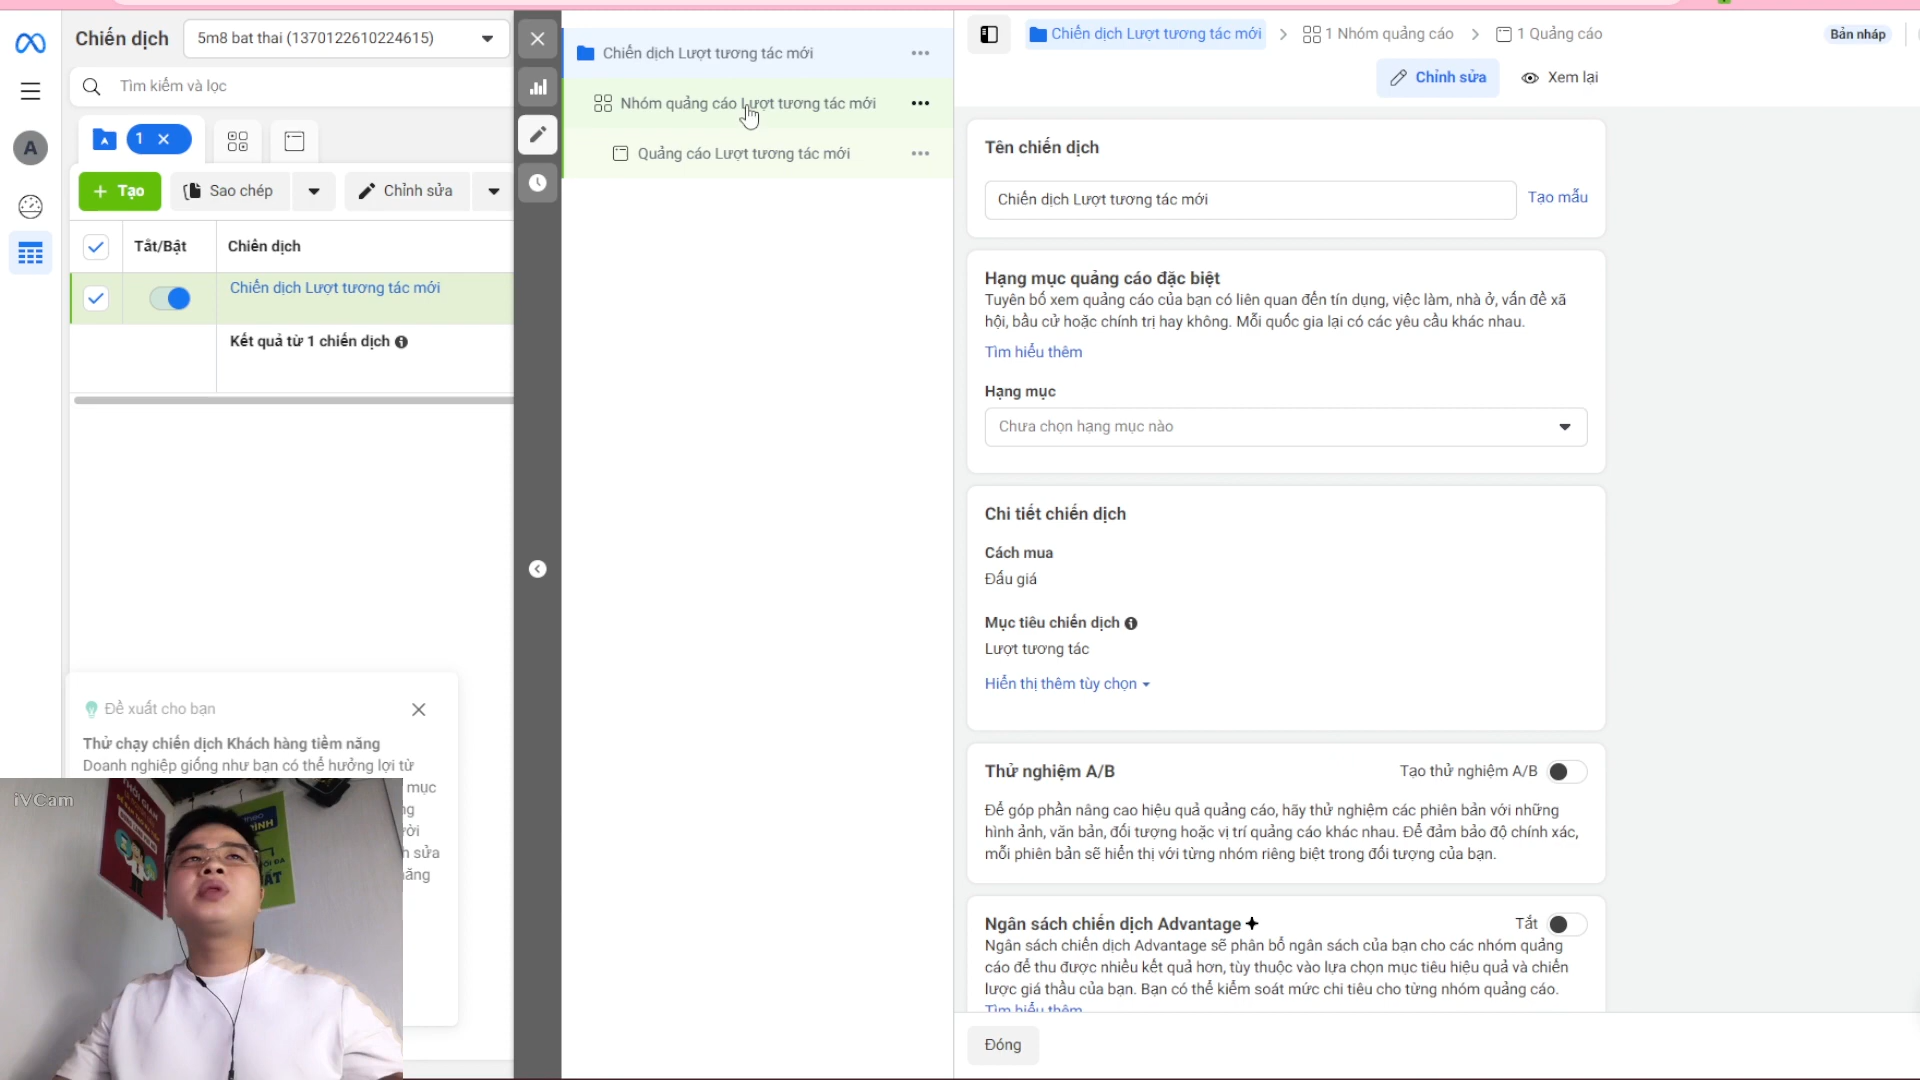 Chiến dịch
5m8 bat thai (1370122610224615)
Tìm kiếm và lọc
A
1
Tạo
Sao chép
Chỉnh sửa
Tắt/Bật
Chiến dịch
Chiến dịch Lượt tương tác mới
Kết quả từ 1 chiến dịch
Đề xuất cho bạn
Thử chạy chiến dịch Khách hàng tiềm năng
Doanh nghiệp giống như bạn có thể hưởng lợi từ
mục
sửa
iVCam
Chiến dịch Lượt tương tác mới
Nhóm quảng cáo Lượt tương tác mới
Quảng cáo Lượt tương tác mới
Chiến dịch Lượt tương tác mới
1 Nhóm quảng cáo
1 Quảng cáo
Bản nháp
Chỉnh sửa
Xem lại
Tên chiến dịch
Chiến dịch Lượt tương tác mới
Tạo mẫu
Hạng mục quảng cáo đặc biệt
Tuyên bố xem quảng cáo của bạn có liên quan đến tín dụng, việc làm, nhà ở, vấn đề xã
hội, bầu cử hoặc chính trị hay không. Mỗi quốc gia lại có các yêu cầu khác nhau.
Tìm hiểu thêm
Hạng mục
Chưa chọn hạng mục nào
Chi tiết chiến dịch
Cách mua
Đấu giá
Mục tiêu chiến dịch
Lượt tương tác
Hiển thị thêm tùy chọn
Thử nghiệm A/B
Tạo thử nghiệm A/B
Để góp phần nâng cao hiệu quả quảng cáo, hãy thử nghiệm các phiên bản với những
hình ảnh, văn bản, đối tượng hoặc vị trí quảng cáo khác nhau. Để đảm bảo độ chính xác,
mỗi phiên bản sẽ hiển thị với từng nhóm riêng biệt trong đối tượng của bạn.
Ngân sách chiến dịch Advantage
Tắt
Ngân sách chiến dịch Advantage sẽ phân bổ ngân sách của bạn cho các nhóm quảng
cáo để thu được nhiều kết quả hơn, tùy thuộc vào lựa chọn mục tiêu hiệu quả và chiến
lược giá thầu của bạn. Bạn có thể kiểm soát mức chi tiêu cho từng nhóm quảng cáo.
Tìm hiểu thêm
Đóng